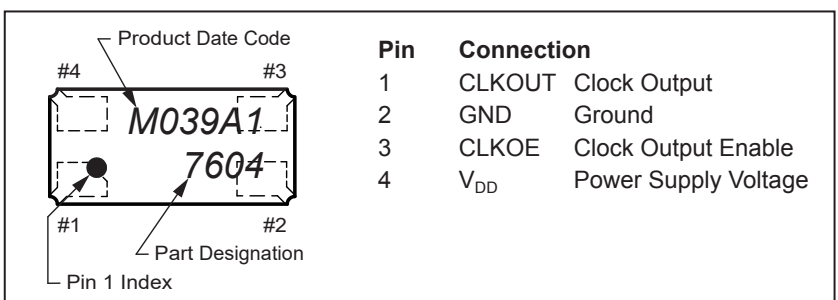 Product Date Code
#4
#3
M039A1
7604
#1
#2
Part Designation
Pin 1 Index
Pin Connection
1 CLKOUT Clock Output
2 GND Ground
3 CLKOE Clock Output Enable
4 VDD Power Supply Voltage